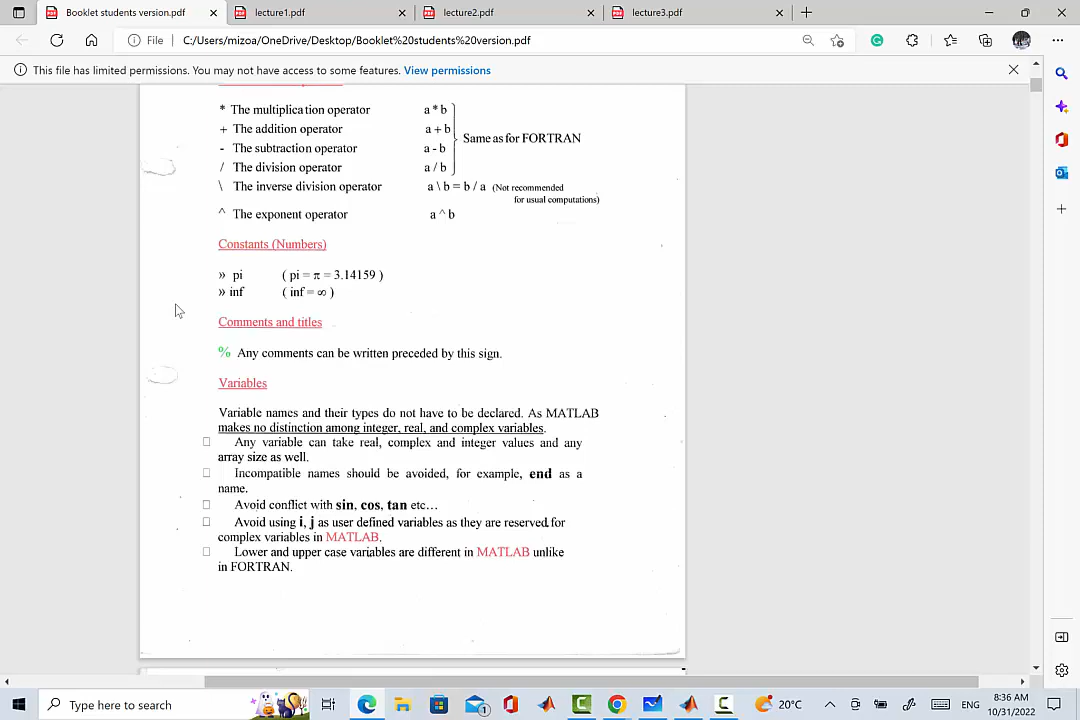 Booklet students version.pdf
lecture1.pdf
lecture2.pdf
lecture3.pdf
File
C:/Users/mizoa/OneDrive/Desktop/Booklet%20students%20version.pdf
This file has limited permissions. You may not have access to some features. View permissions
* The multiplication operator a * b
+ The addition operator a + b
Same as for FORTRAN
- The subtraction operator a - b
/ The division operator a / b
\ The inverse division operator a \ b = b / a (Not recommended
for usual computations)
^ The exponent operator a ^ b
Constants (Numbers)
» pi ( pi = π = 3.14159 )
» inf ( inf = ∞ )
Comments and titles
% Any comments can be written preceded by this sign.
Variables
Variable names and their types do not have to be declared. As MATLAB
makes no distinction among integer, real, and complex variables.
Any variable can take real, complex and integer values and any
array size as well.
Incompatible names should be avoided, for example, end as a
name.
Avoid conflict with sin, cos, tan etc…
Avoid using i, j as user defined variables as they are reserved for
complex variables in MATLAB.
Lower and upper case variables are different in MATLAB unlike
in FORTRAN.
Type here to search
1
20°C
ENG
8:36 AM
10/31/2022